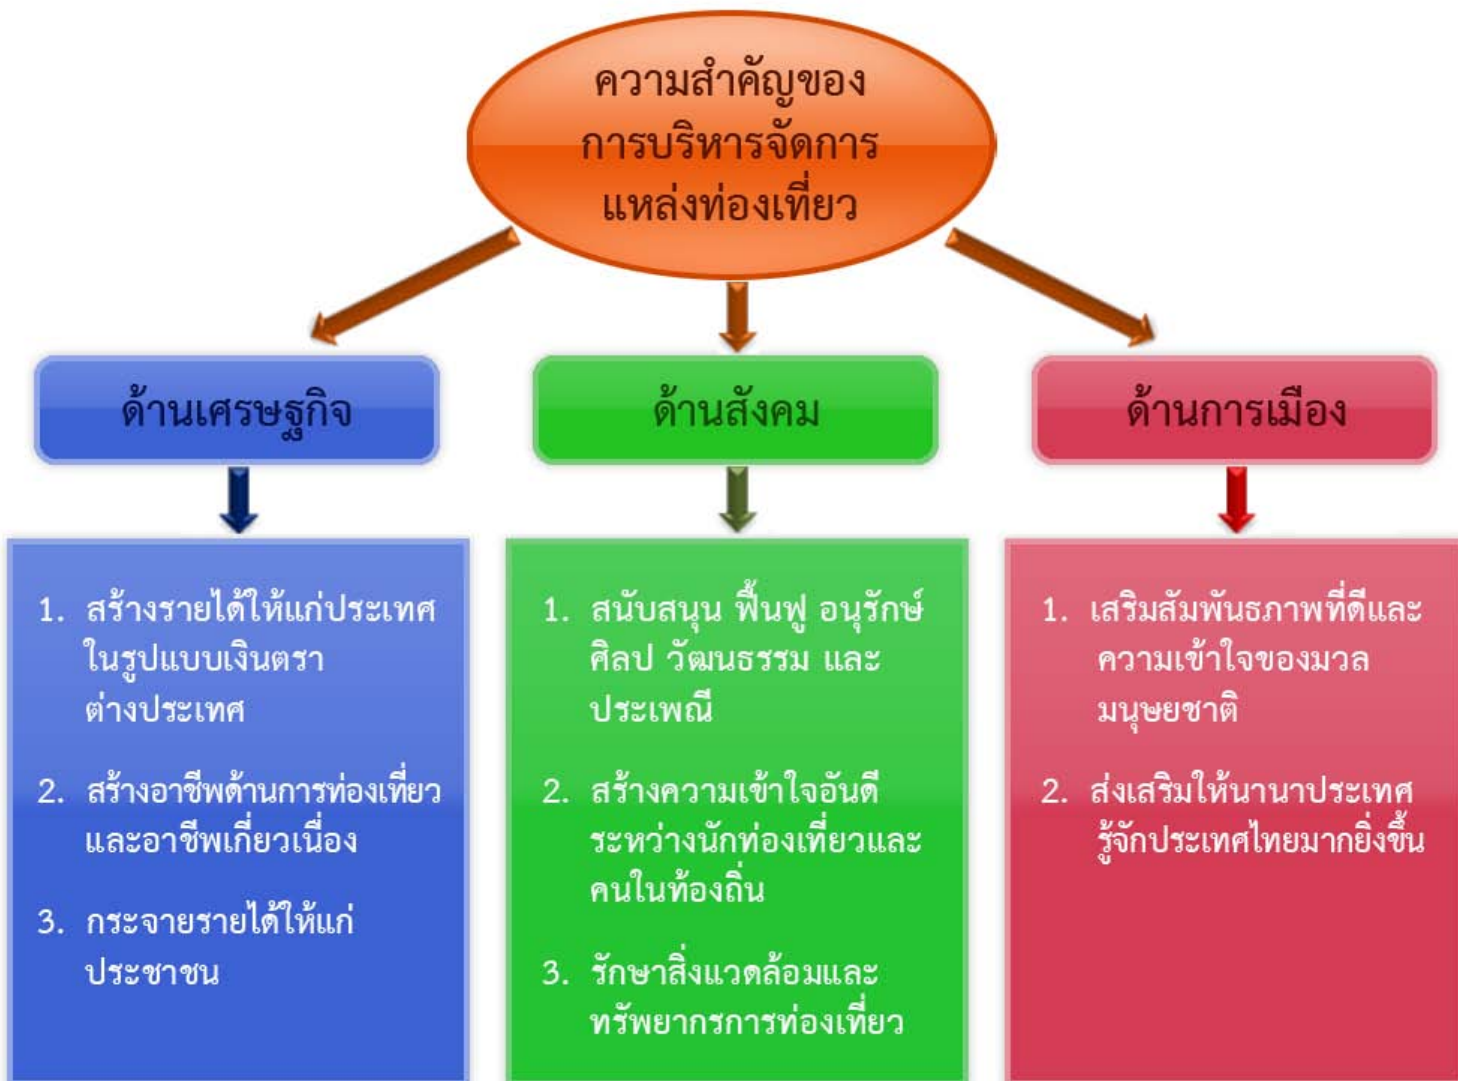 ความสำคัญของ
การบริหารจัดการ
แหล่งท่องเที่ยว
ด้านเศรษฐกิจ
1. สร้างรายได้ให้แก่ประเทศ
ในรูปแบบเงินตรา
ต่างประเทศ
2. สร้างอาชีพด้านการท่องเที่ยว
และอาชีพเกี่ยวเนื่อง
3. กระจายรายได้ให้แก่
ประชาชน
ด้านสังคม
1. สนับสนุน ฟื้นฟู อนุรักษ์
ศิลป วัฒนธรรม และ
ประเพณี
2. สร้างความเข้าใจอันดี
ระหว่างนักท่องเที่ยวและ
คนในท้องถิ่น
3. รักษาสิ่งแวดล้อมและ
ทรัพยากรการท่องเที่ยว
ด้านการเมือง
1. เสริมสัมพันธภาพที่ดีและ
ความเข้าใจของมวล
มนุษยชาติ
2. ส่งเสริมให้นานาประเทศ
รู้จักประเทศไทยมากยิ่งขึ้น